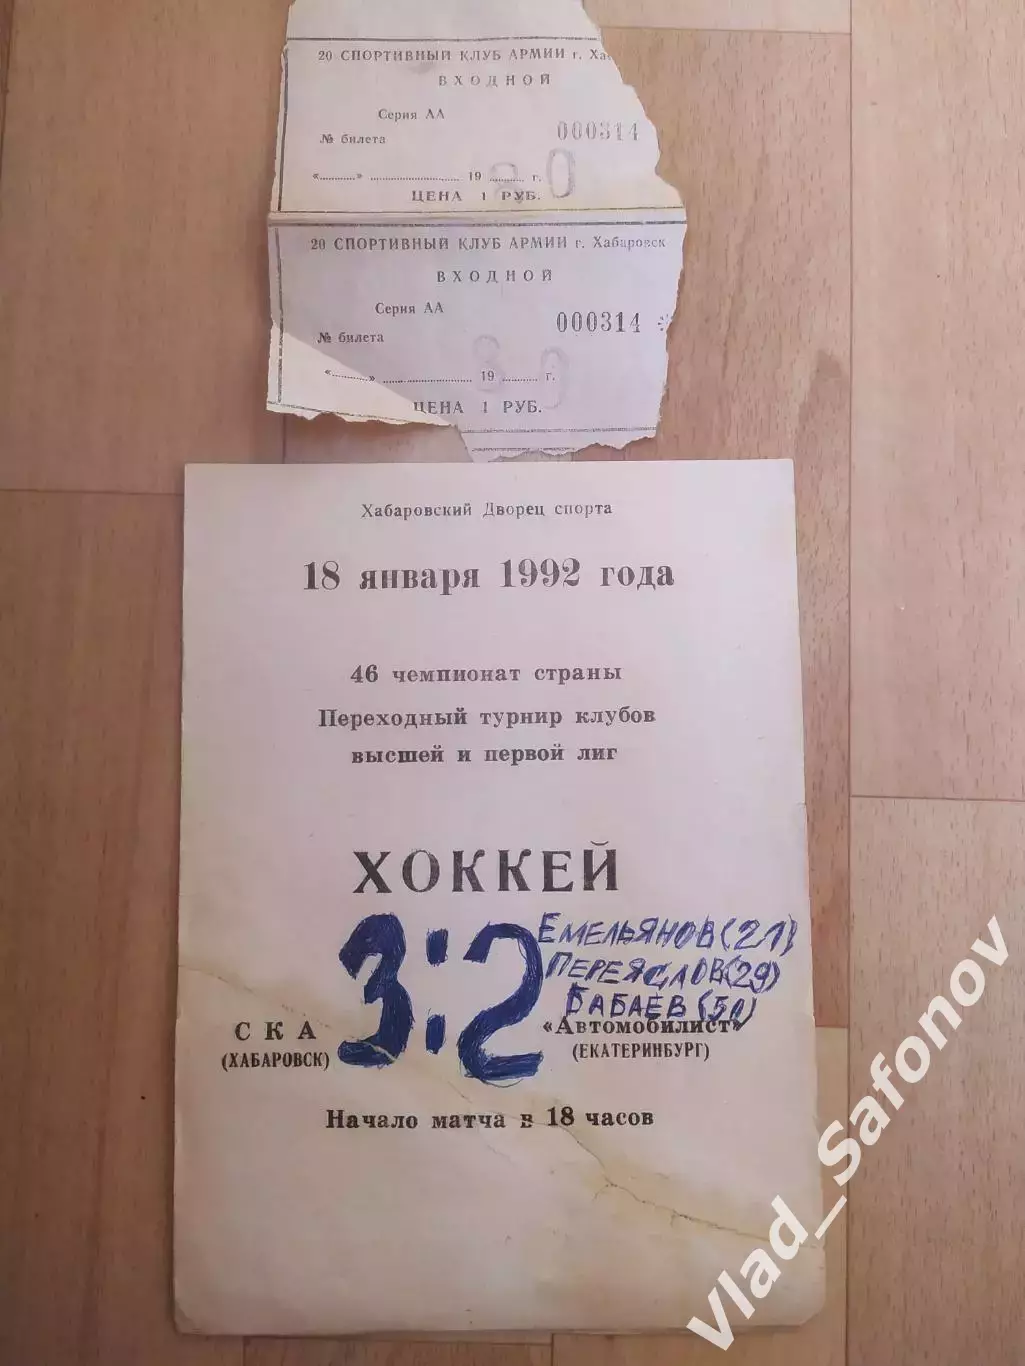 20 СПОРТИВНЫЙ КЛУБ АРМИИ г. Ха
ВХОДНОЙ
Серия АА
№ билета 000314
«............» .............................. 19 ............ г.
ЦЕНА 1 РУБ.
20 СПОРТИВНЫЙ КЛУБ АРМИИ г. Хабаровск
ВХОДНОЙ
Серия АА
№ билета 000314
«............» .............................. 19 ............ г.
ЦЕНА 1 РУБ.
Хабаровский Дворец спорта
18 января 1992 года
46 чемпионат страны
Переходный турнир клубов
высшей и первой лиг
ХОККЕЙ
3:2
ЕМЕЛЬЯНОВ (21)
ПЕРЕЯСЛОВ (29)
БАБАЕВ (51)
СКА
(ХАБАРОВСК)
«Автомобилист»
(ЕКАТЕРИНБУРГ)
Начало матча в 18 часов
Vlad_Safonov